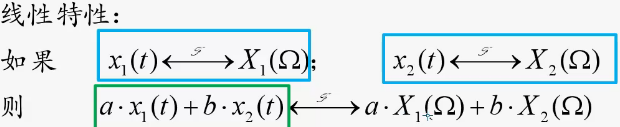 线性特性：
如果 x₁(t) ⟷ℱ X₁(Ω)； x₂(t) ⟷ℱ X₂(Ω)
则 a·x₁(t)+b·x₂(t) ⟷ℱ a·X₁(Ω)+b·X₂(Ω)